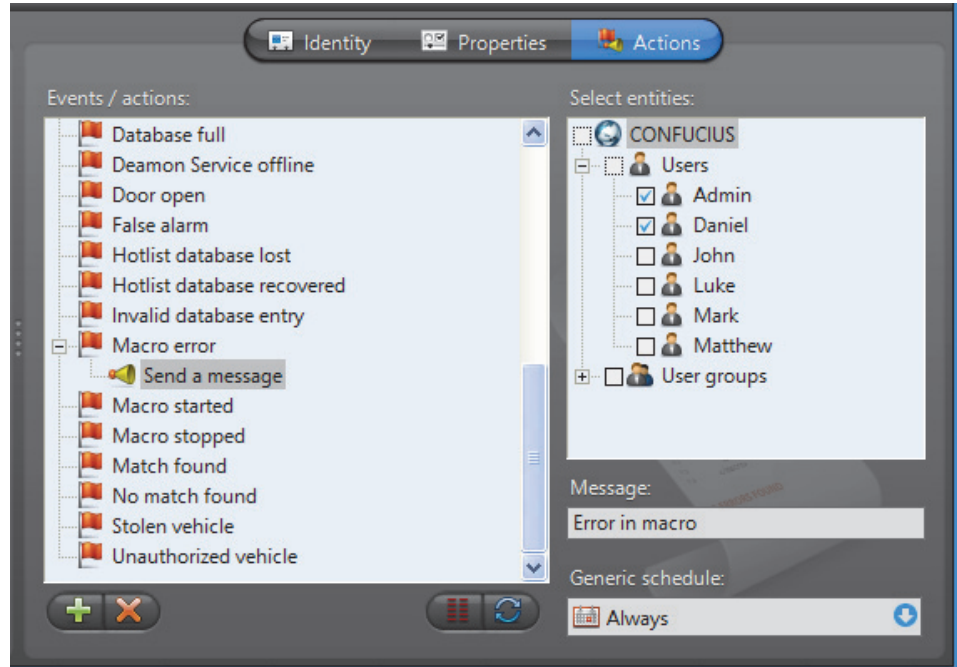 Identity
Properties
Actions
Events / actions:
Database full
Deamon Service offline
Door open
False alarm
Hotlist database lost
Hotlist database recovered
Invalid database entry
Macro error
Send a message
Macro started
Macro stopped
Match found
No match found
Stolen vehicle
Unauthorized vehicle
Select entities:
CONFUCIUS
Users
Admin
Daniel
John
Luke
Mark
Matthew
User groups
ERRORS FOUND
Message:
Error in macro
Generic schedule:
Always